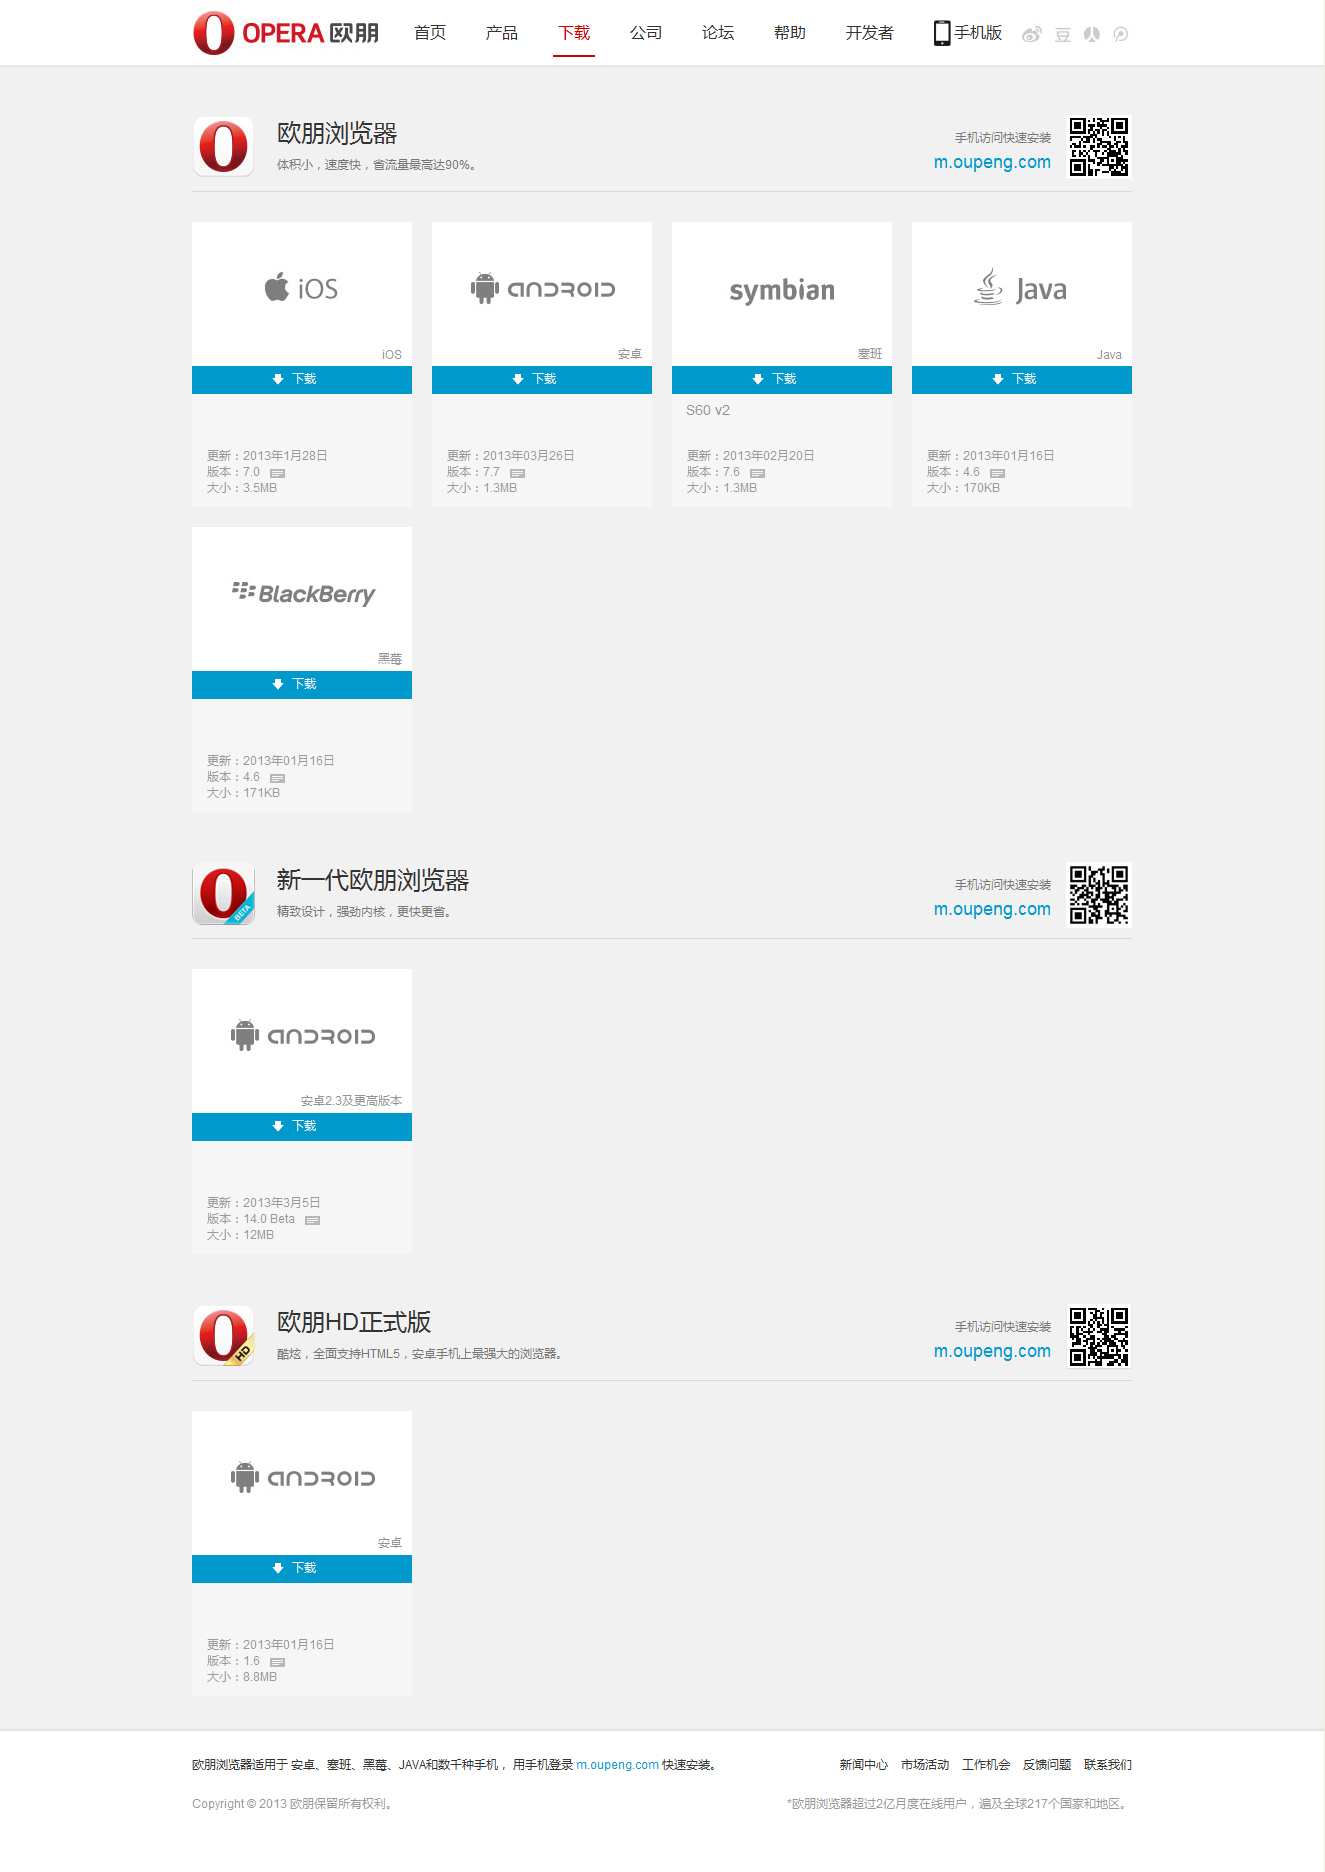 OPERA 欧朋 首页 产品 下载 公司 论坛 帮助 开发者 手机版
欧朋浏览器
体积小，速度快，省流量最高达90%。
手机访问快速安装
m.oupeng.com
iOS
iOS
下载
更新：2013年1月28日
版本：7.0
大小：3.5MB
ANDROID
安卓
下载
更新：2013年03月26日
版本：7.7
大小：1.3MB
symbian
塞班
下载
S60 v2
更新：2013年02月20日
版本：7.6
大小：1.3MB
Java
Java
下载
更新：2013年01月16日
版本：4.6
大小：170KB
BlackBerry
黑莓
下载
更新：2013年01月16日
版本：4.6
大小：171KB
BETA
新一代欧朋浏览器
精致设计，强劲内核，更快更省。
手机访问快速安装
m.oupeng.com
ANDROID
安卓2.3及更高版本
下载
更新：2013年3月5日
版本：14.0 Beta
大小：12MB
HD
欧朋HD正式版
酷炫，全面支持HTML5，安卓手机上最强大的浏览器。
手机访问快速安装
m.oupeng.com
ANDROID
安卓
下载
更新：2013年01月16日
版本：1.6
大小：8.8MB
欧朋浏览器适用于 安卓、塞班、黑莓、JAVA和数千种手机， 用手机登录 m.oupeng.com 快速安装。
新闻中心 市场活动 工作机会 反馈问题 联系我们
Copyright © 2013 欧朋保留所有权利。
*欧朋浏览器超过2亿月度在线用户，遍及全球217个国家和地区。